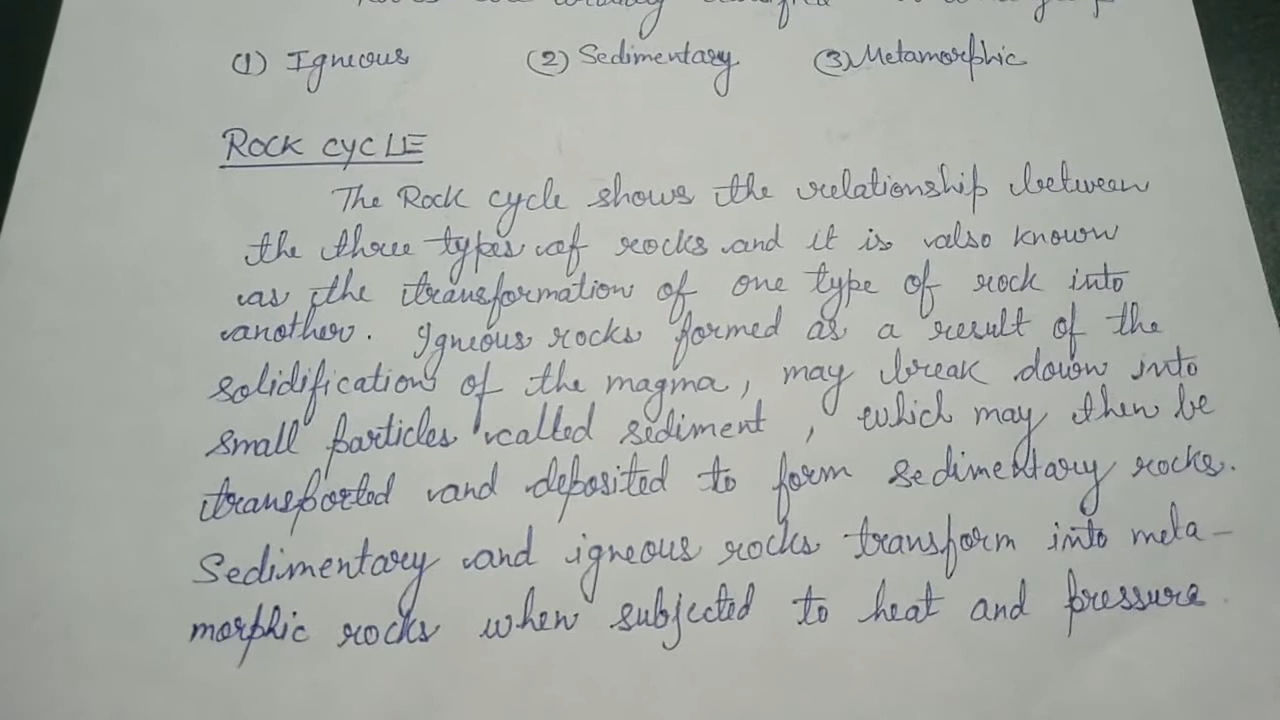 (1) Igneous (2) Sedimentary (3) Metamorphic
ROCK CYCLE
The Rock cycle shows the relationship between
the three types of rocks and it is also known
as the transformation of one type of rock into
another. Igneous rocks formed as a result of the
solidification of the magma, may break down into
small particles called sediment, which may then be
transported and deposited to form sedimentary rocks.
Sedimentary and igneous rocks transform into meta-
morphic rocks when subjected to heat and pressure.